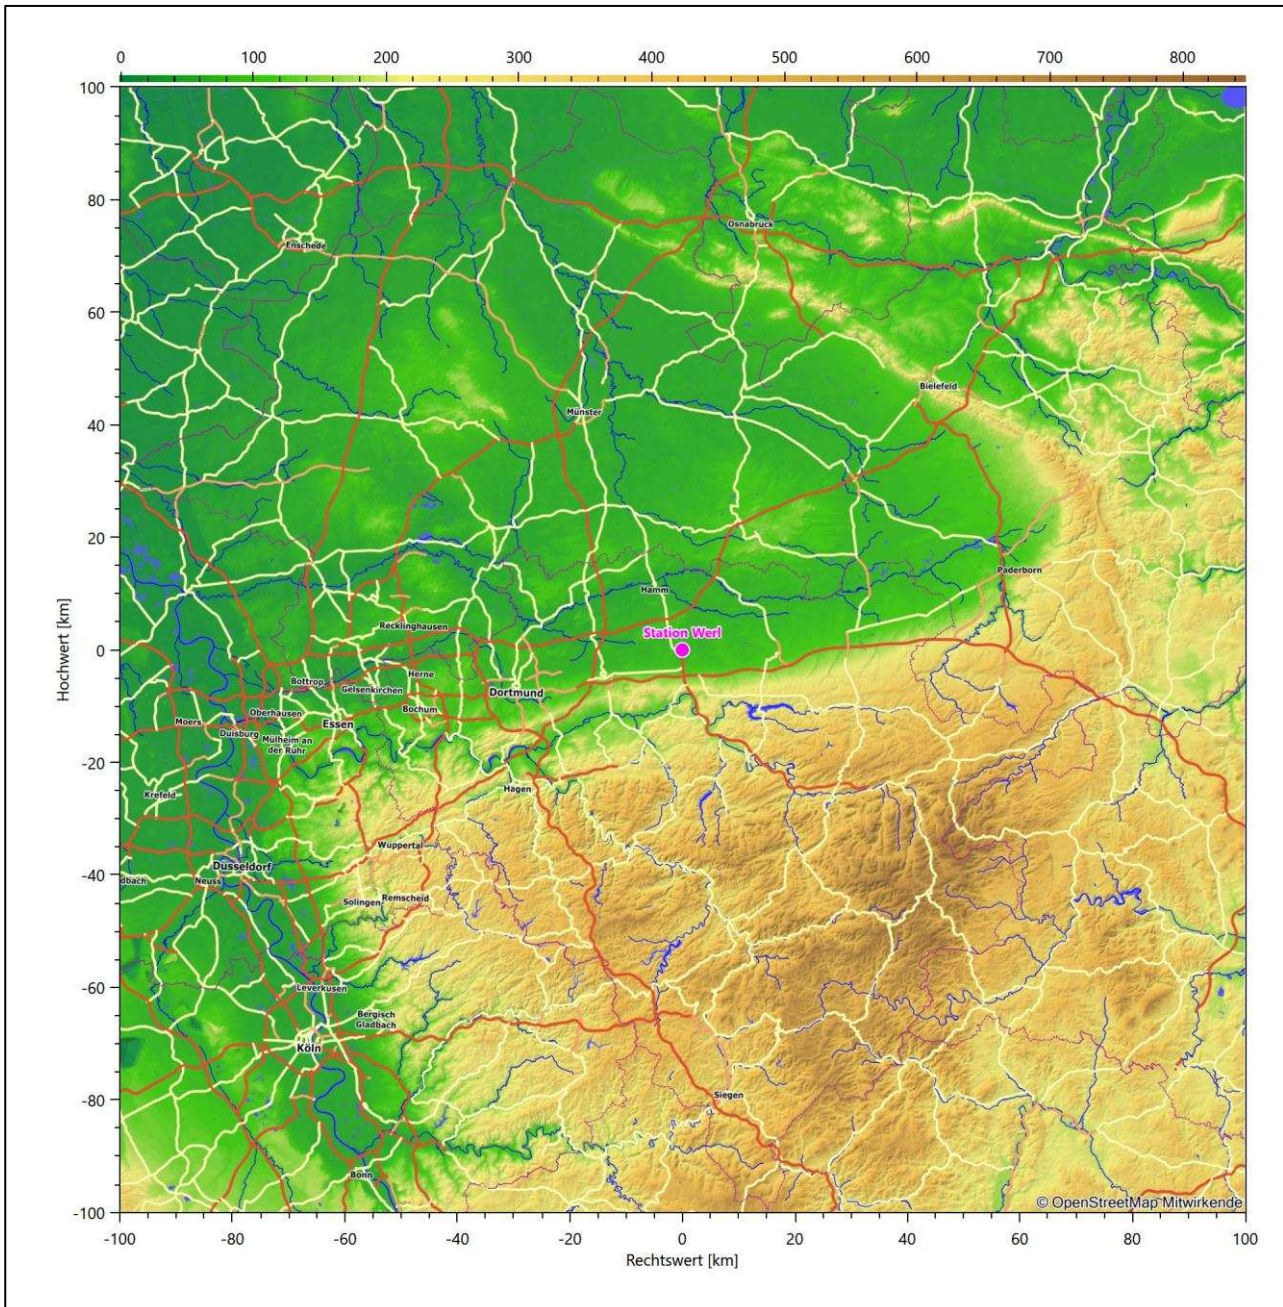 0 100 200 300 400 500 600 700 800
100
80
60
40
20
0
-20
-40
-60
-80
-100
Hochwert [km]
Osnabrück
Enschede
Bielefeld
Münster
Paderborn
Hamm
Recklinghausen
Station Werl
Herne
Bottrop
Gelsenkirchen
Dortmund
Oberhausen
Bochum
Moers
Essen
Duisburg
Mülheim an
der Ruhr
Hagen
Krefeld
Wuppertal
Düsseldorf
dbach
Neuss
Remscheid
Solingen
Leverkusen
Bergisch
Gladbach
Köln
Siegen
Bonn
© OpenStreetMap Mitwirkende
-100 -80 -60 -40 -20 0 20 40 60 80 100
Rechtswert [km]